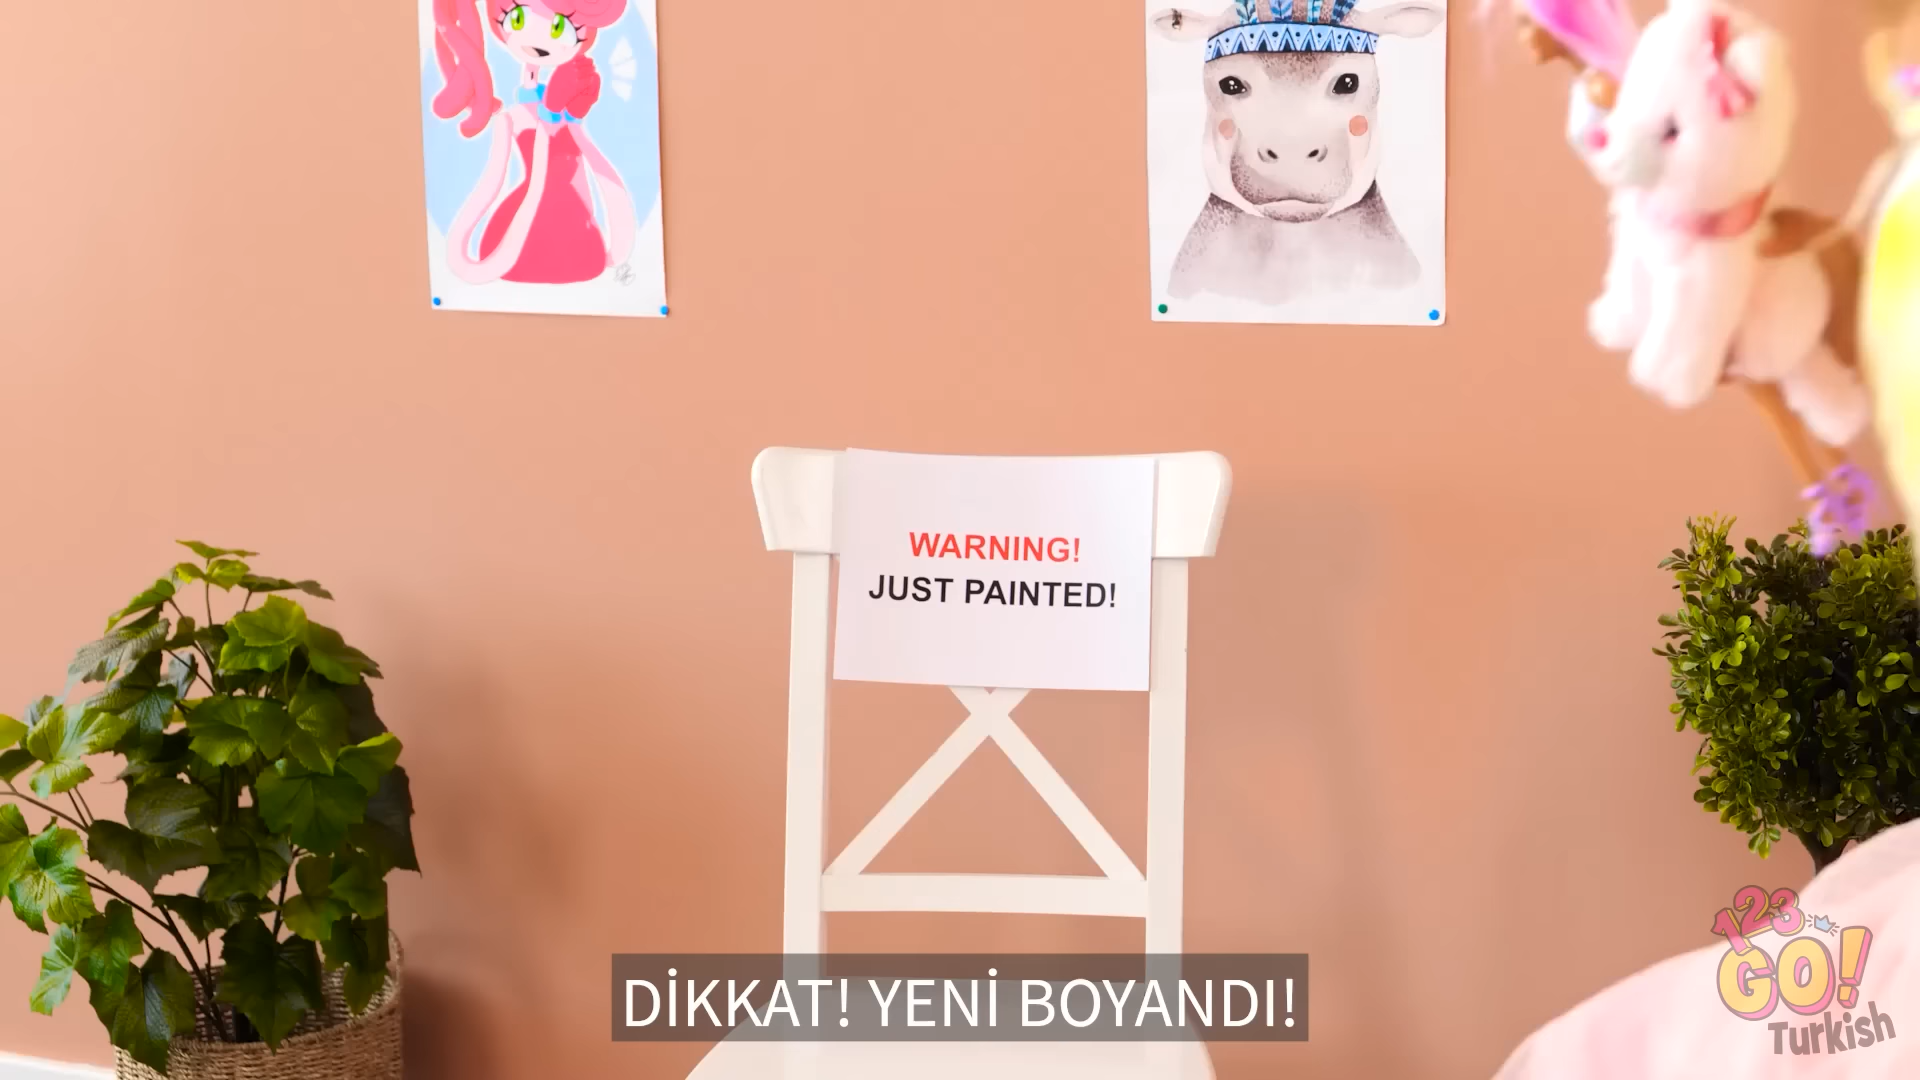 WARNING!
JUST PAINTED!
DİKKAT! YENİ BOYANDI!
123
GO!
Turkish